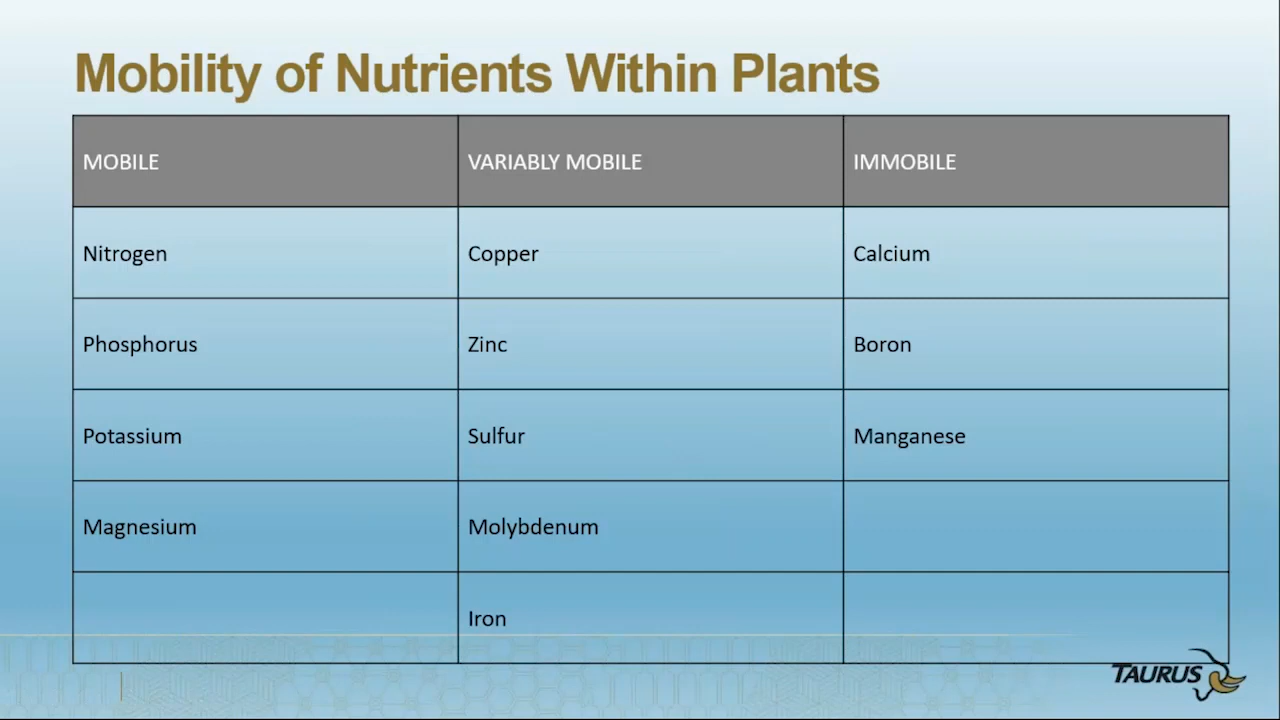 Mobility of Nutrients Within Plants
MOBILE VARIABLY MOBILE IMMOBILE
Nitrogen Copper Calcium
Phosphorus Zinc Boron
Potassium Sulfur Manganese
Magnesium Molybdenum
Iron
TAURUS